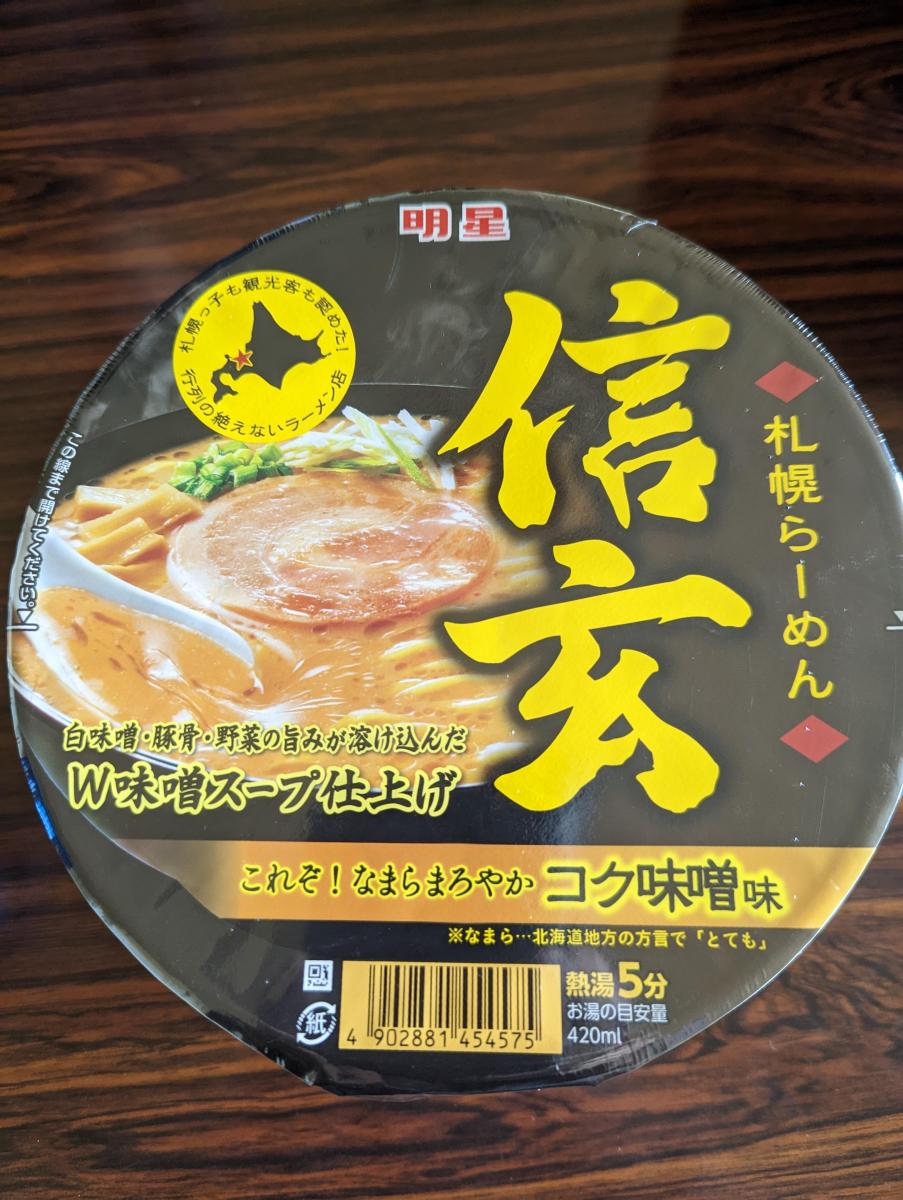 明星
札幌っ子も観光客も認めた！
行列の絶えないラーメン店
信玄
札幌らーめん
この線まで開けてください。
白味噌・豚骨・野菜の旨みが溶け込んだ
W味噌スープ仕上げ
これぞ！なまらまろやか コク味噌味
※なまら…北海道地方の方言で「とても」
熱湯5分
お湯の目安量
420ml
紙
4 902881 454575